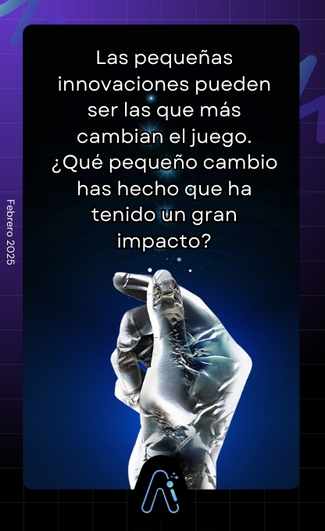 Las pequeñas
innovaciones pueden
ser las que más
cambian el juego.
¿Qué pequeño cambio
has hecho que ha
tenido un gran
impacto?
Febrero 2025
Ai